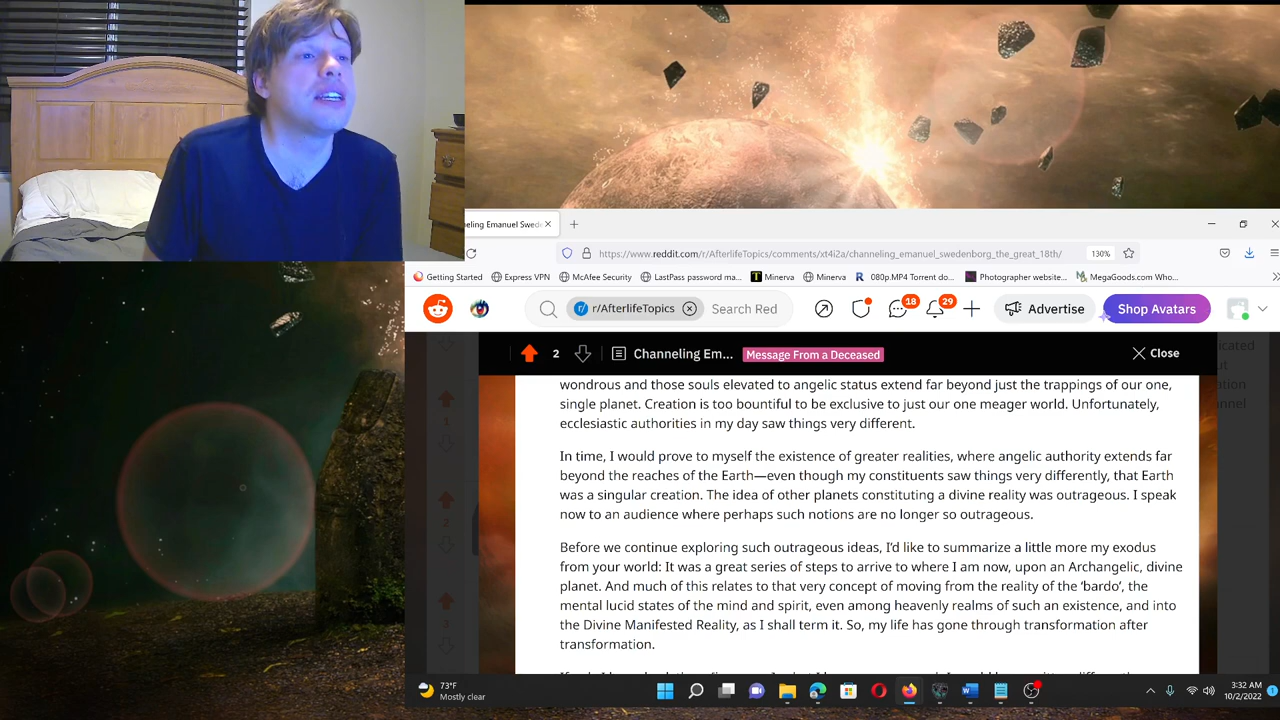 neling Emanuel Swed
https://www.reddit.com/r/AfterlifeTopics/comments/xt4i2a/channeling_emanuel_swedenborg_the_great_18th/
130%
Getting Started
Express VPN
McAfee Security
LastPass password ma...
Minerva
Minerva
080p.MP4 Torrent do...
Photographer website...
MegaGoods.com Who...
r/AfterlifeTopics
Search Red
18
29
Advertise
Shop Avatars
2
Channeling Em...
Message From a Deceased
Close
wondrous and those souls elevated to angelic status extend far beyond just the trappings of our one,
single planet. Creation is too bountiful to be exclusive to just our one meager world. Unfortunately,
ecclesiastic authorities in my day saw things very different.
In time, I would prove to myself the existence of greater realities, where angelic authority extends far
beyond the reaches of the Earth—even though my constituents saw things very differently, that Earth
was a singular creation. The idea of other planets constituting a divine reality was outrageous. I speak
now to an audience where perhaps such notions are no longer so outrageous.
Before we continue exploring such outrageous ideas, I'd like to summarize a little more my exodus
from your world: It was a great series of steps to arrive to where I am now, upon an Archangelic, divine
planet. And much of this relates to that very concept of moving from the reality of the 'bardo', the
mental lucid states of the mind and spirit, even among heavenly realms of such an existence, and into
the Divine Manifested Reality, as I shall term it. So, my life has gone through transformation after
transformation.
73°F
Mostly clear
3:32 AM
10/2/2022